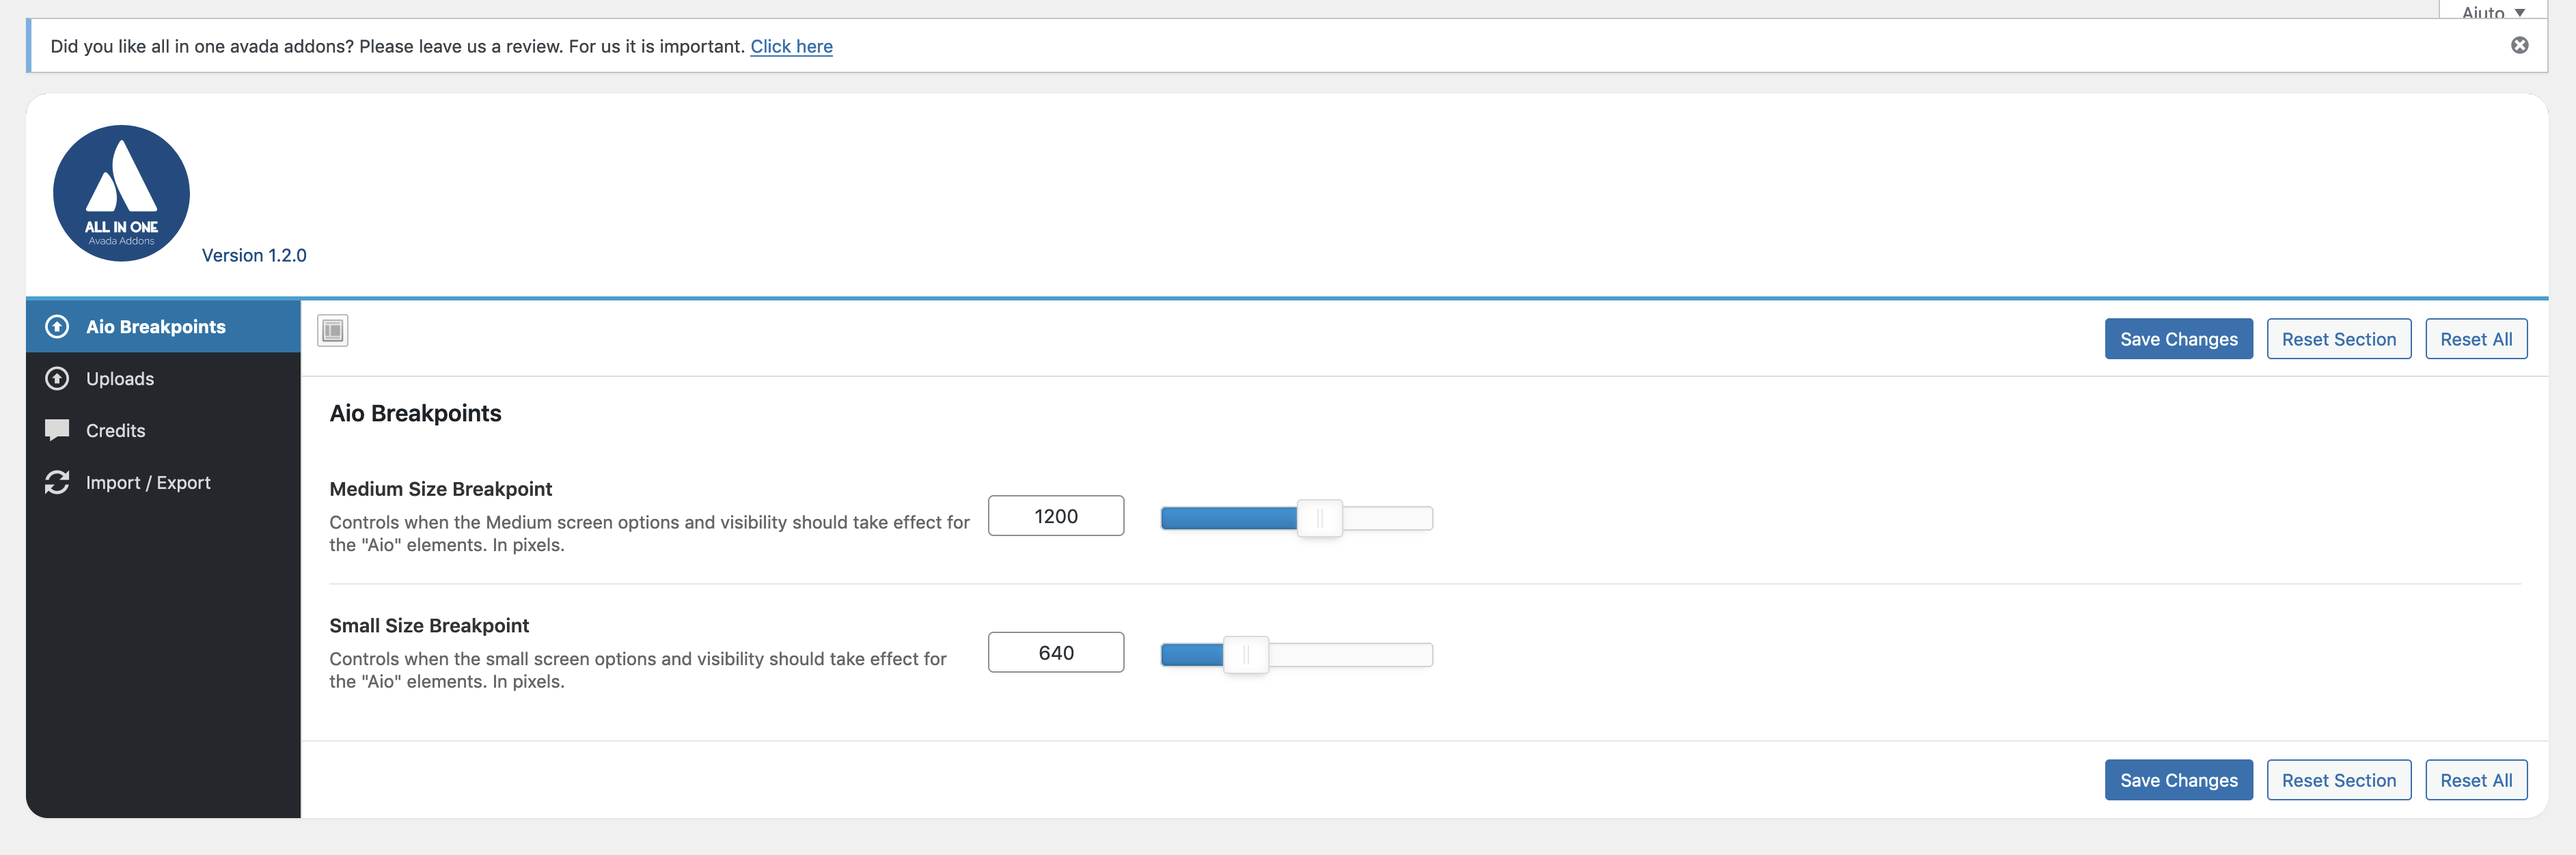 Aiuto
Did you like all in one avada addons? Please leave us a review. For us it is important. Click here
ALL IN ONE
Avada Addons
Version 1.2.0
Aio Breakpoints
Uploads
Credits
Import / Export
Save Changes Reset Section Reset All
Aio Breakpoints
Medium Size Breakpoint
Controls when the Medium screen options and visibility should take effect for
the "Aio" elements. In pixels.
1200
Small Size Breakpoint
Controls when the small screen options and visibility should take effect for
the "Aio" elements. In pixels.
640
Save Changes Reset Section Reset All